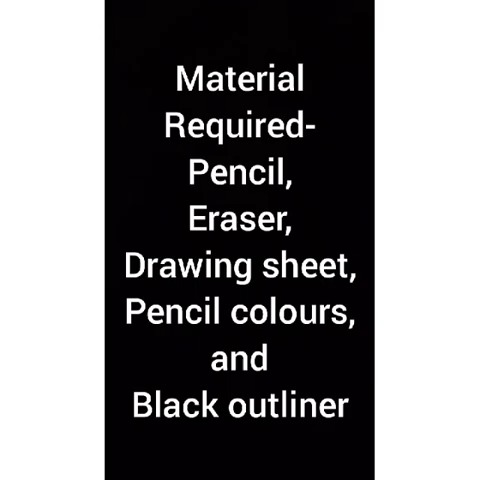 Material
Required-
Pencil,
Eraser,
Drawing sheet,
Pencil colours,
and
Black outliner